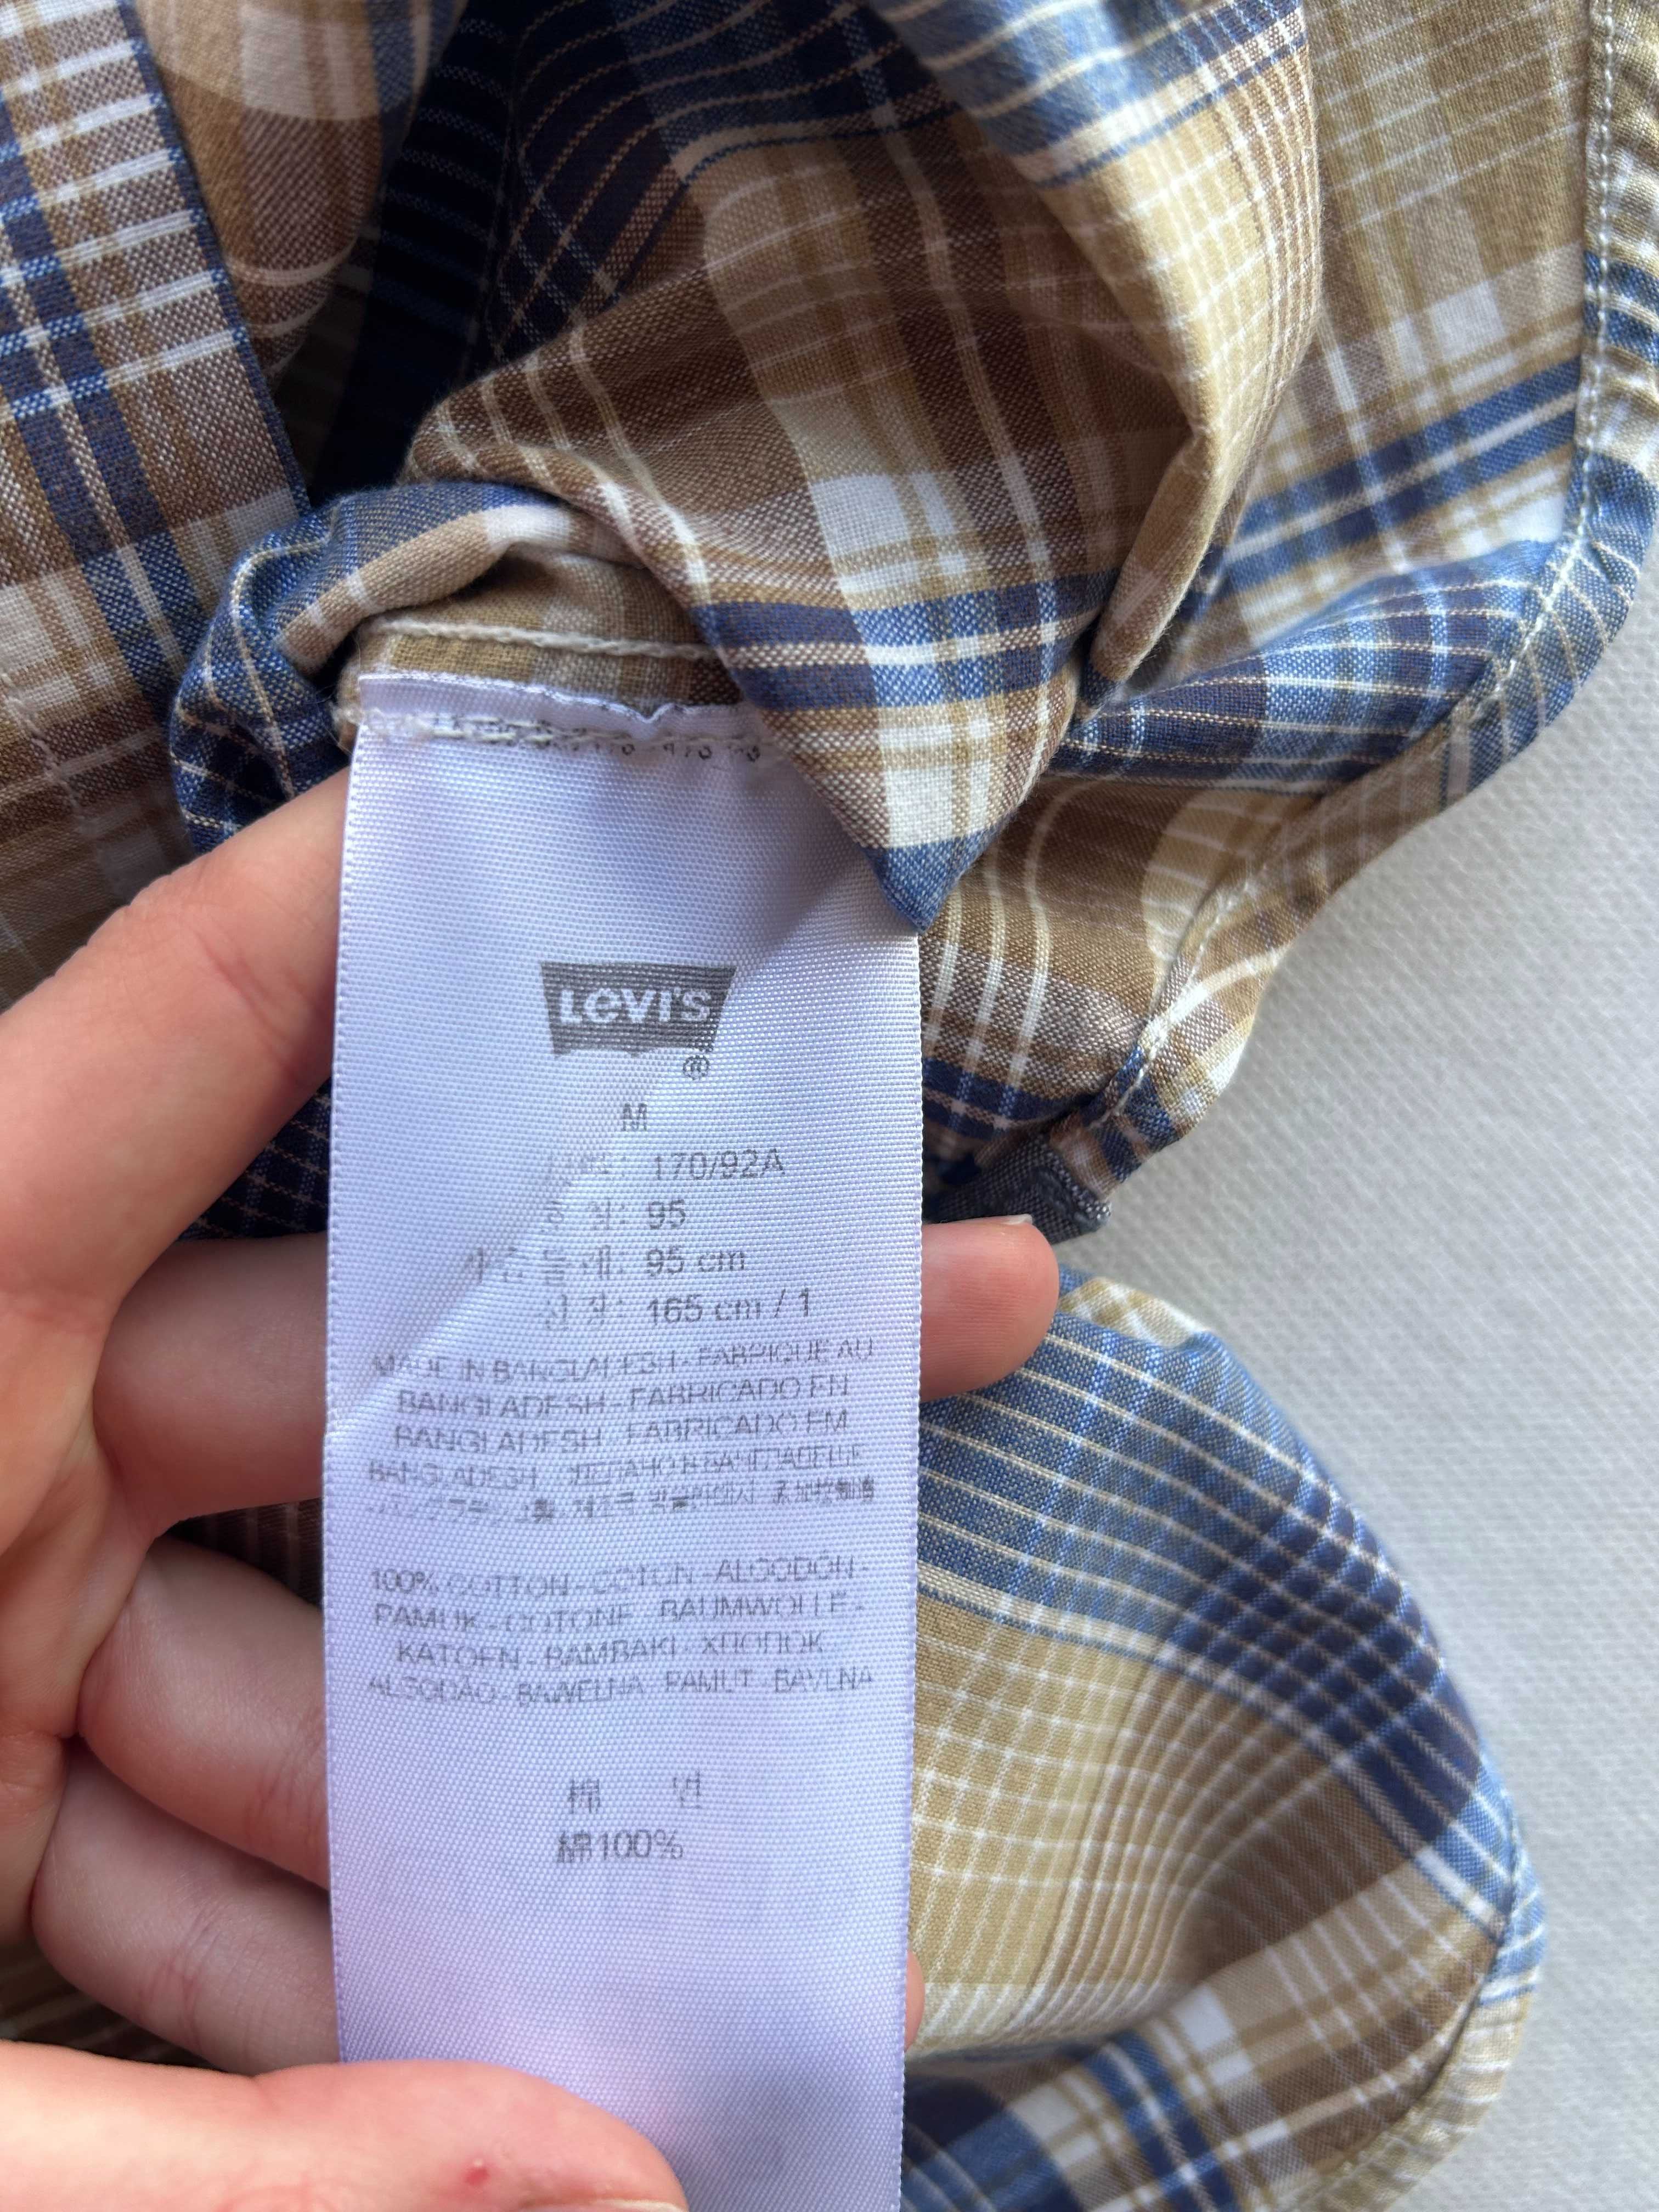 LEVI'S
®
M
170/92A
95
95 cm
165 cm / 1
MADE IN BANGLADESH - FABRIQUE AU
BANGLADESH - FABRICADO EN
BANGLADESH FABRICADO EM
BANGLADESH
100% COTTON - COTON - ALGODÓN -
PAMUK - COTONE BAUMWOLLE -
KATOEN - BAMBAKI - ХЛОПОК
ALGODÃO - BAWEŁNA PAMUT BAVLNA
棉 면
綿100%